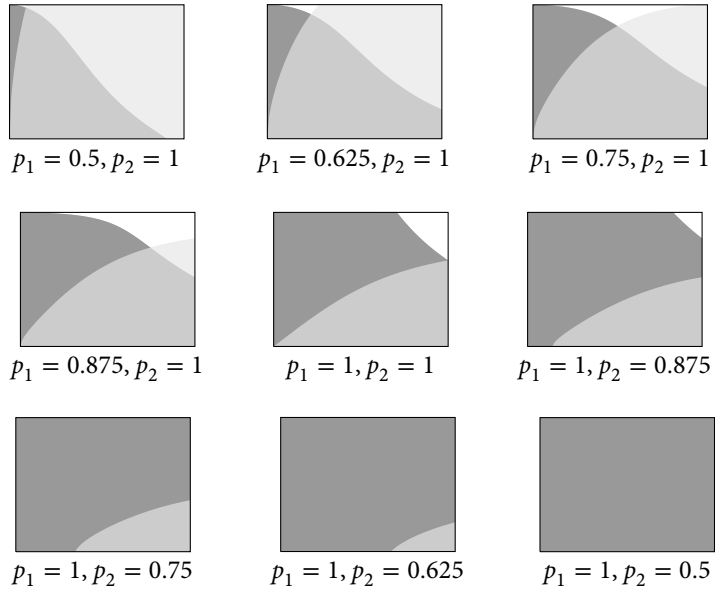 p₁ = 0.5, p₂ = 1
p₁ = 0.625, p₂ = 1
p₁ = 0.75, p₂ = 1
p₁ = 0.875, p₂ = 1
p₁ = 1, p₂ = 1
p₁ = 1, p₂ = 0.875
p₁ = 1, p₂ = 0.75
p₁ = 1, p₂ = 0.625
p₁ = 1, p₂ = 0.5